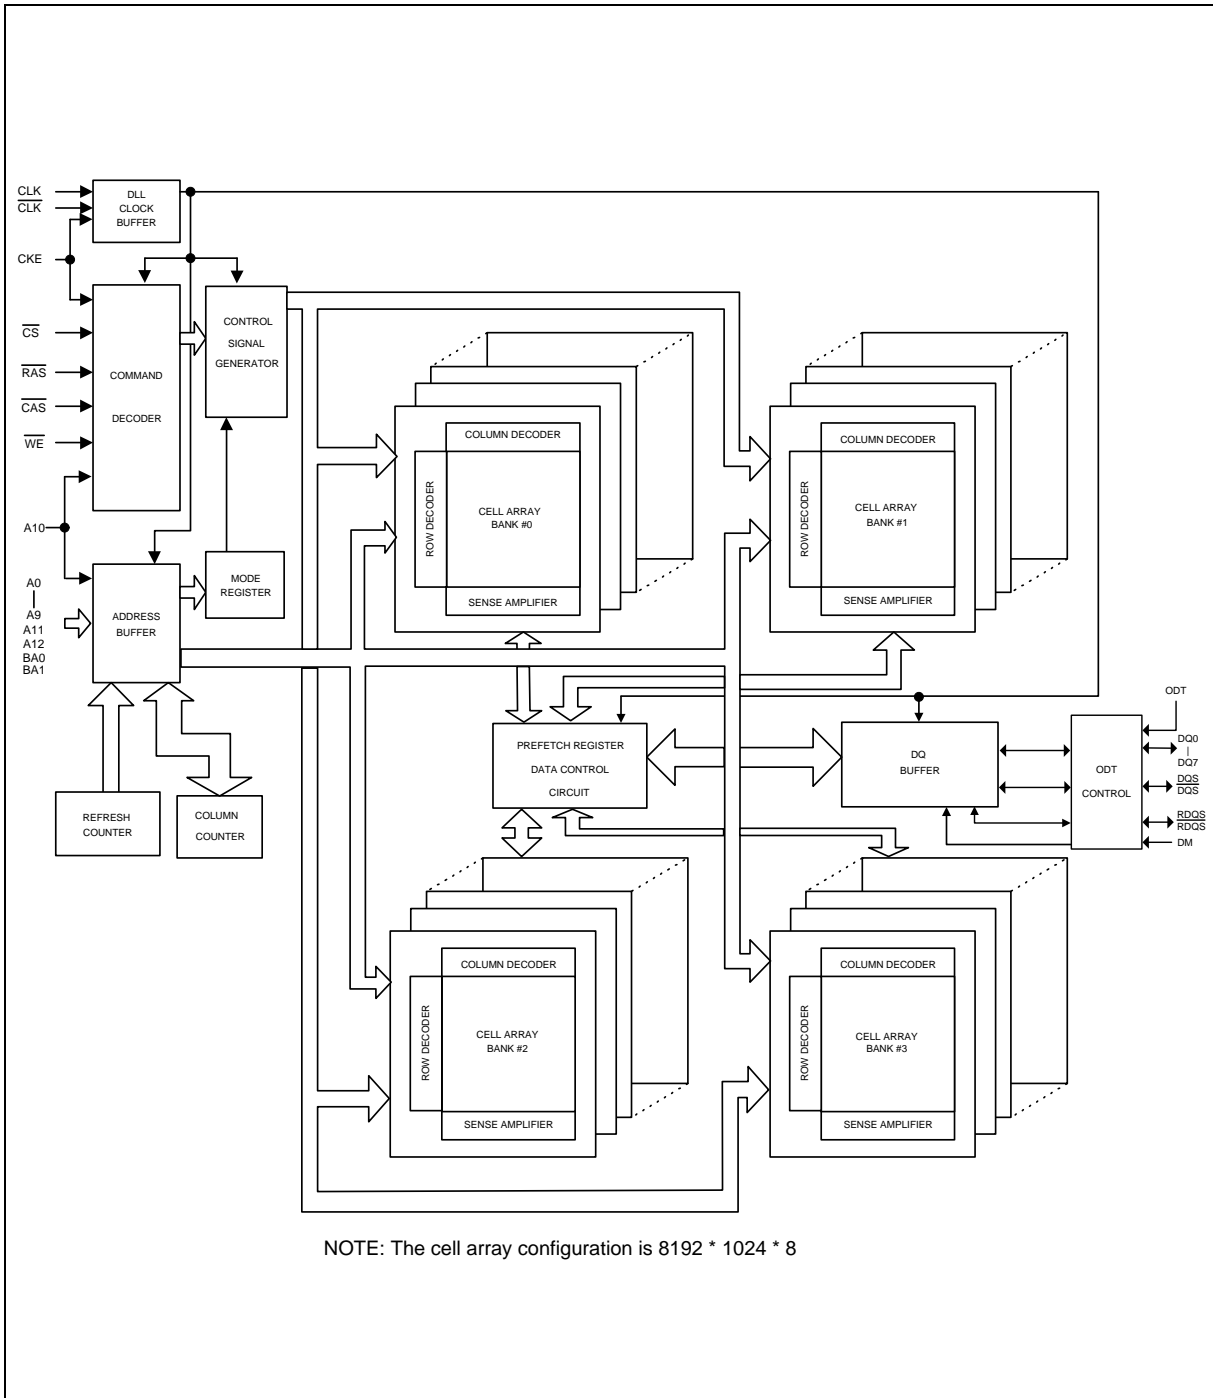 CLK
CLK
CKE
CS
RAS
CAS
WE
A10
A0
A9
A11
A12
BA0
BA1
DLL
CLOCK
BUFFER
COMMAND
DECODER
CONTROL
SIGNAL
GENERATOR
ADDRESS
BUFFER
MODE
REGISTER
REFRESH
COUNTER
COLUMN
COUNTER
COLUMN DECODER
ROW DECODER
CELL ARRAY
BANK #0
SENSE AMPLIFIER
COLUMN DECODER
ROW DECODER
CELL ARRAY
BANK #1
SENSE AMPLIFIER
PREFETCH REGISTER
DATA CONTROL
CIRCUIT
DQ
BUFFER
ODT
CONTROL
ODT
DQ0
|
DQ7
DQS
DQS
RDQS
RDQS
DM
COLUMN DECODER
ROW DECODER
CELL ARRAY
BANK #2
SENSE AMPLIFIER
COLUMN DECODER
ROW DECODER
CELL ARRAY
BANK #3
SENSE AMPLIFIER
NOTE: The cell array configuration is 8192 * 1024 * 8